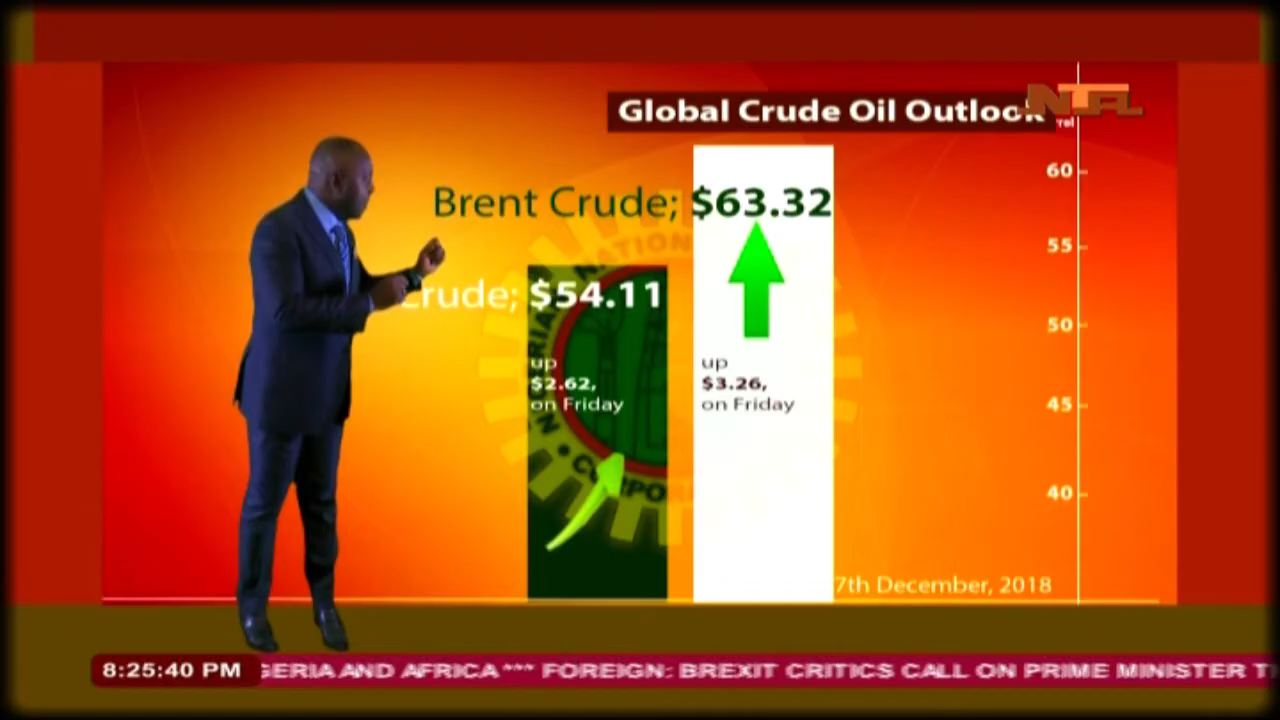 Global Crude Oil Outlook
NTA
60
Brent Crude; $63.32
55
Crude; $54.11
50
up
$2.62,
on Friday
up
$3.26,
on Friday
45
40
7th December, 2018
8:25:40 PM
GERIA AND AFRICA *** FOREIGN: BREXIT CRITICS CALL ON PRIME MINISTER